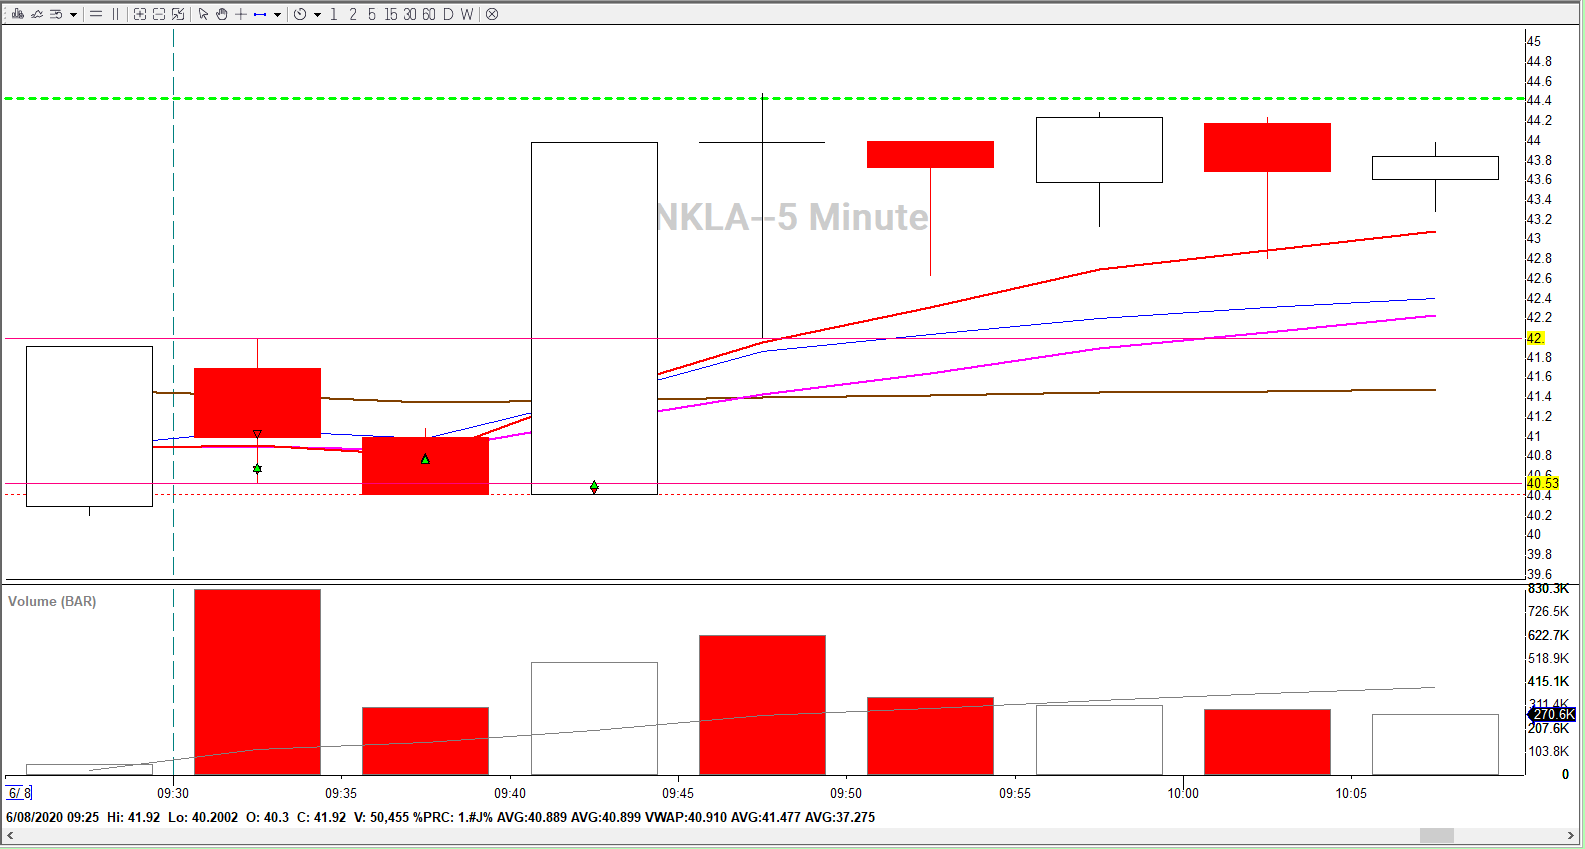 1 2 5 15 30 60 D W
NKLA--5 Minute
45
44.8
44.6
44.4
44.2
44
43.8
43.6
43.4
43.2
43
42.8
42.6
42.4
42.2
42.
41.8
41.6
41.4
41.2
41
40.8
40.6
40.53
40.4
40.2
40
39.8
39.6
Volume (BAR)
830.3K
726.5K
622.7K
518.9K
415.1K
311.4K
270.6K
207.6K
103.8K
0
6/ 8 09:30 09:35 09:40 09:45 09:50 09:55 10:00 10:05
6/08/2020 09:25 Hi: 41.92 Lo: 40.2002 O: 40.3 C: 41.92 V: 50,455 %PRC: 1.#J% AVG:40.889 AVG:40.899 VWAP:40.910 AVG:41.477 AVG:37.275